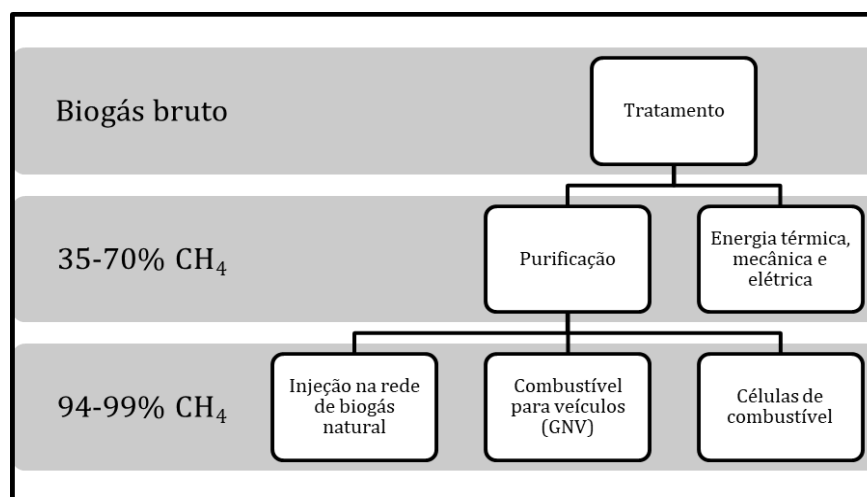 Biogás bruto
Tratamento
35-70% CH₄
Purificação
Energia térmica,
mecânica e
elétrica
94-99% CH₄
Injeção na rede
de biogás
natural
Combustível
para veículos
(GNV)
Células de
combustível